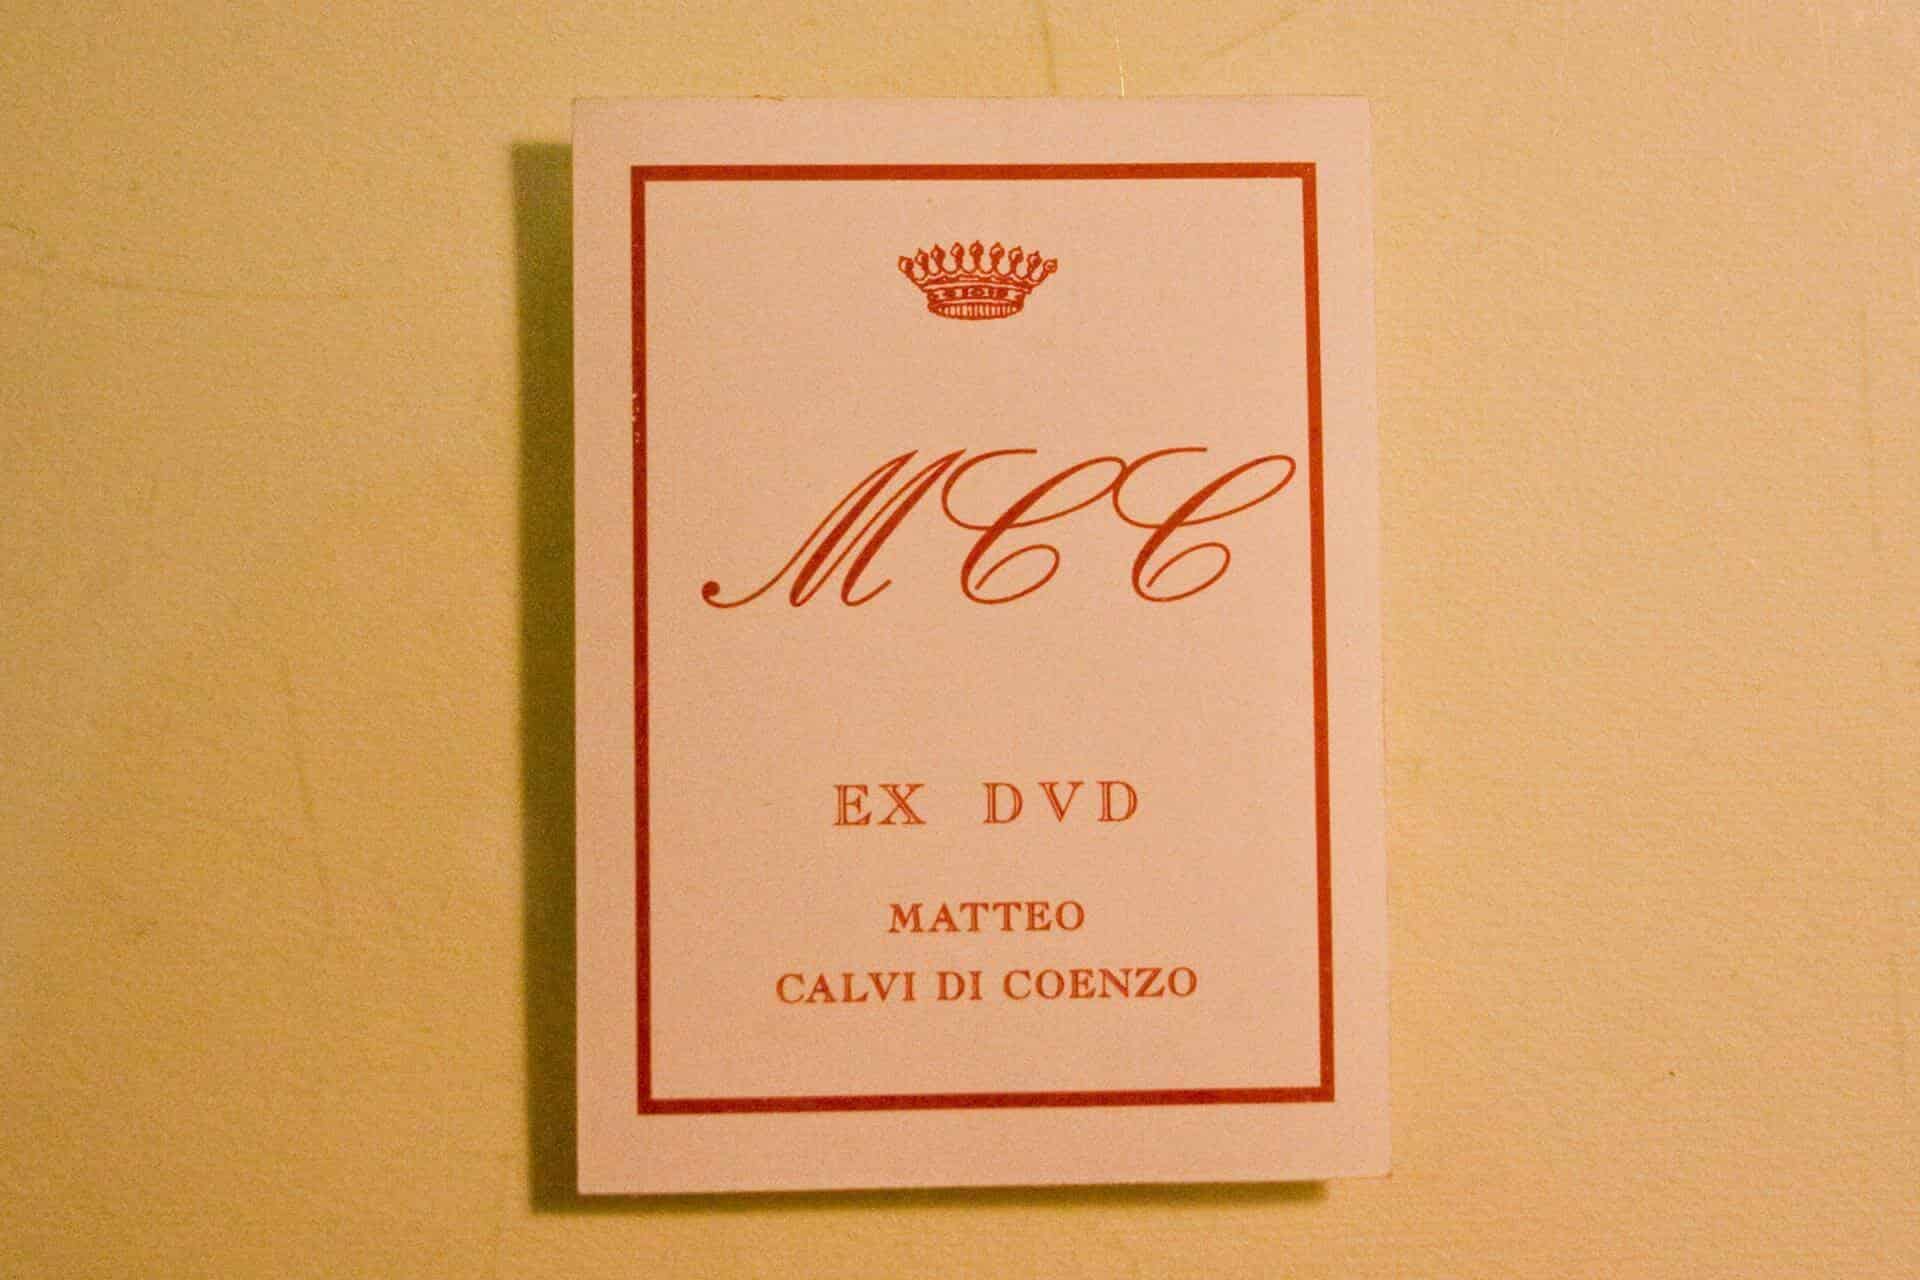 MCC
EX DVD
MATTEO
CALVI DI COENZO